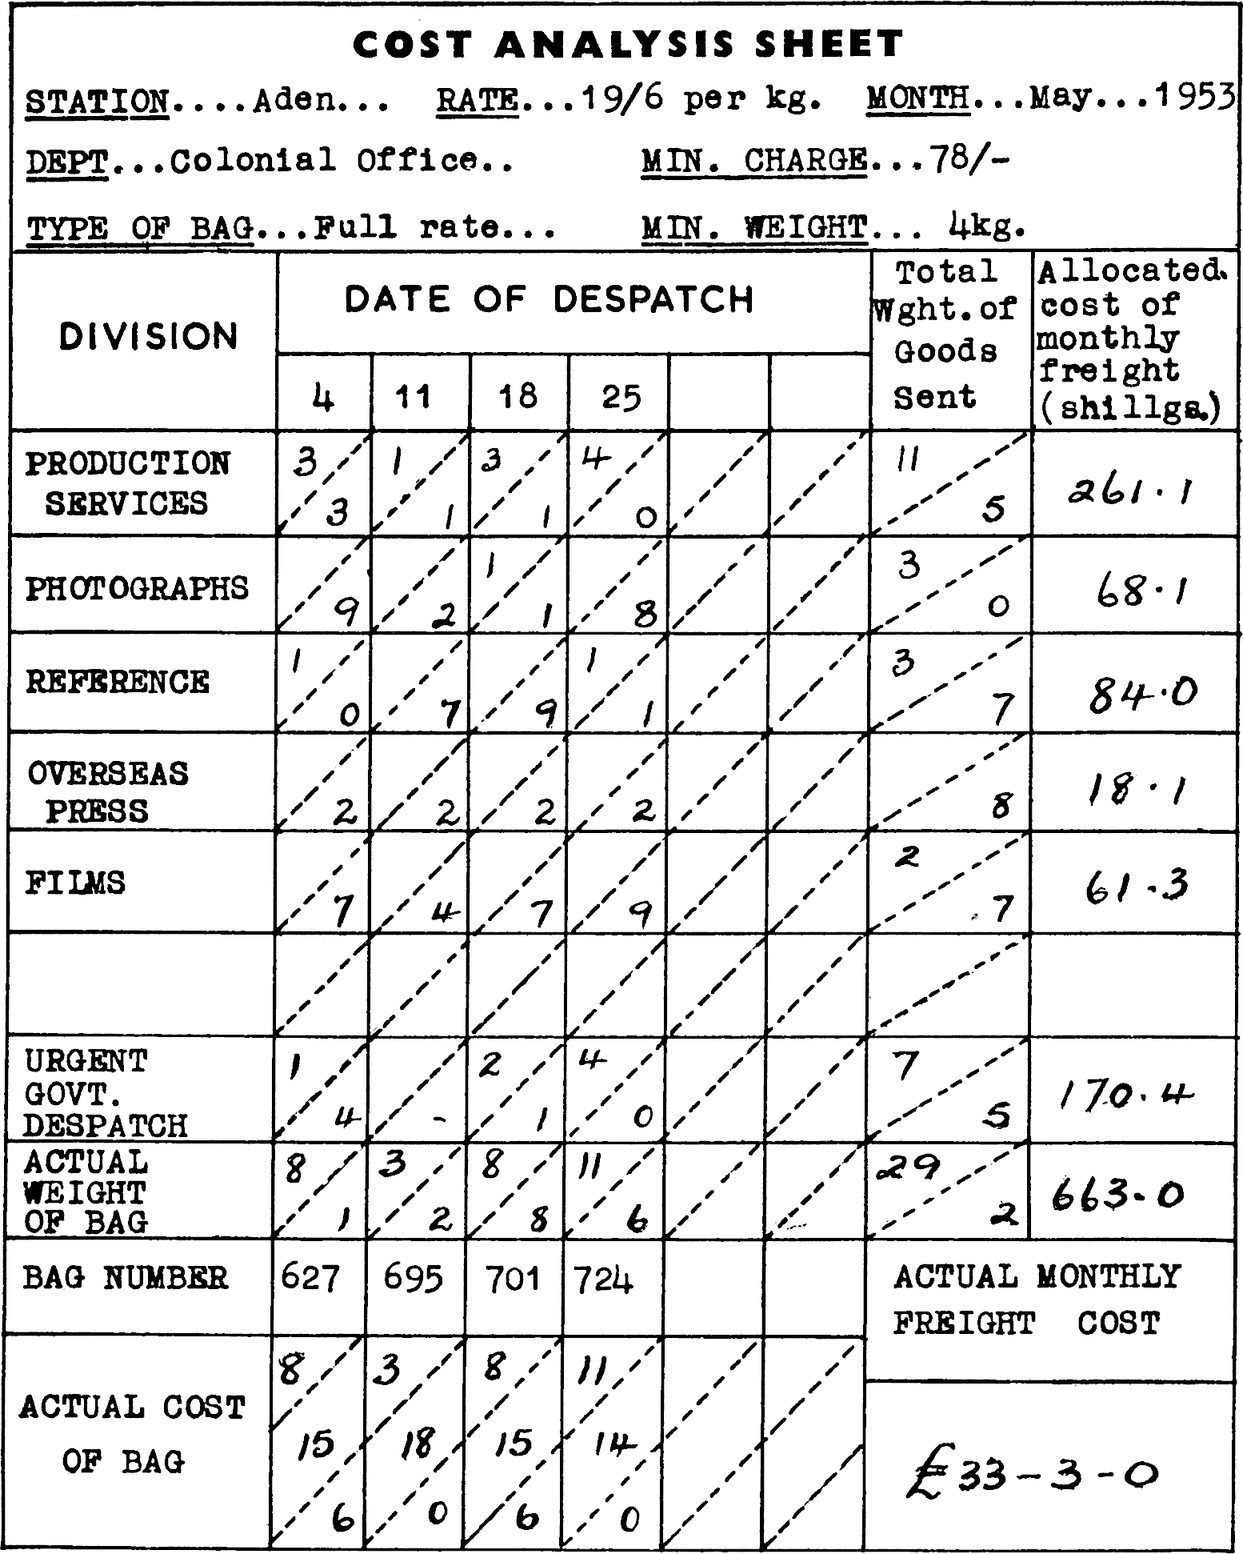 COST ANALYSIS SHEET
STATION....Aden... RATE...19/6 per kg. MONTH...May...1953
DEPT...Colonial Office.. MIN. CHARGE...78/-
TYPE OF BAG...Full rate... MIN. WEIGHT... 4kg.
DIVISION
DATE OF DESPATCH
Total
Wght.of
Goods
Sent
Allocated.
cost of
monthly
freight
(shillgs.)
4 11 18 25
PRODUCTION
SERVICES
3 1 3 4 11
3 1 1 0 5
261.1
PHOTOGRAPHS
1 3
9 2 1 8 0
68.1
REFERENCE
1 1 3
0 7 9 1 7
84.0
OVERSEAS
PRESS
2 2 2 2 8
18.1
FILMS
2
7 4 7 9 7
61.3
URGENT
GOVT.
DESPATCH
1 2 4 7
4 - 1 0 5
170.4
ACTUAL
WEIGHT
OF BAG
8 3 8 11 29
1 2 8 6 2
663.0
BAG NUMBER 627 695 701 724
ACTUAL MONTHLY
FREIGHT COST
ACTUAL COST
OF BAG
8 3 8 11
15 18 15 14
6 0 6 0
£33-3-0